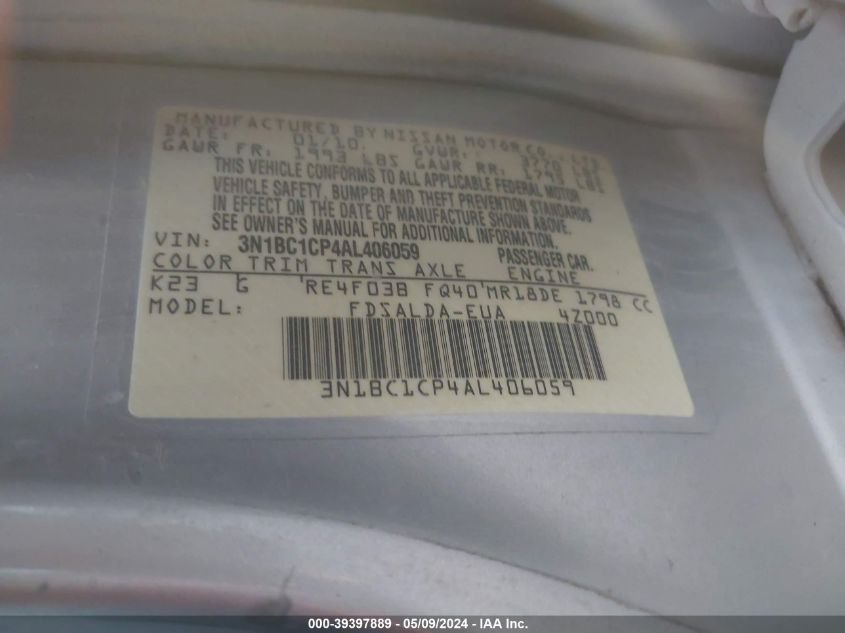 MANUFACTURED BY NISSAN MOTOR CO., LTD.
DATE: 01/10. GVWR: 3770 LBS
GAWR FR: 1993 LBS GAWR RR: 1795 LBS
THIS VEHICLE CONFORMS TO ALL APPLICABLE FEDERAL MOTOR
VEHICLE SAFETY, BUMPER AND THEFT PREVENTION STANDARDS
IN EFFECT ON THE DATE OF MANUFACTURE SHOWN ABOVE.
SEE OWNER'S MANUAL FOR ADDITIONAL INFORMATION.
VIN: 3N1BC1CP4AL406059 PASSENGER CAR.
COLOR TRIM TRANS AXLE ENGINE
K23 G RE4F03B FQ40 MR18DE 1798 CC
MODEL: FDSALDA-EUA 4Z000
3N1BC1CP4AL406059
000-39397889 - 05/09/2024 - IAA Inc.